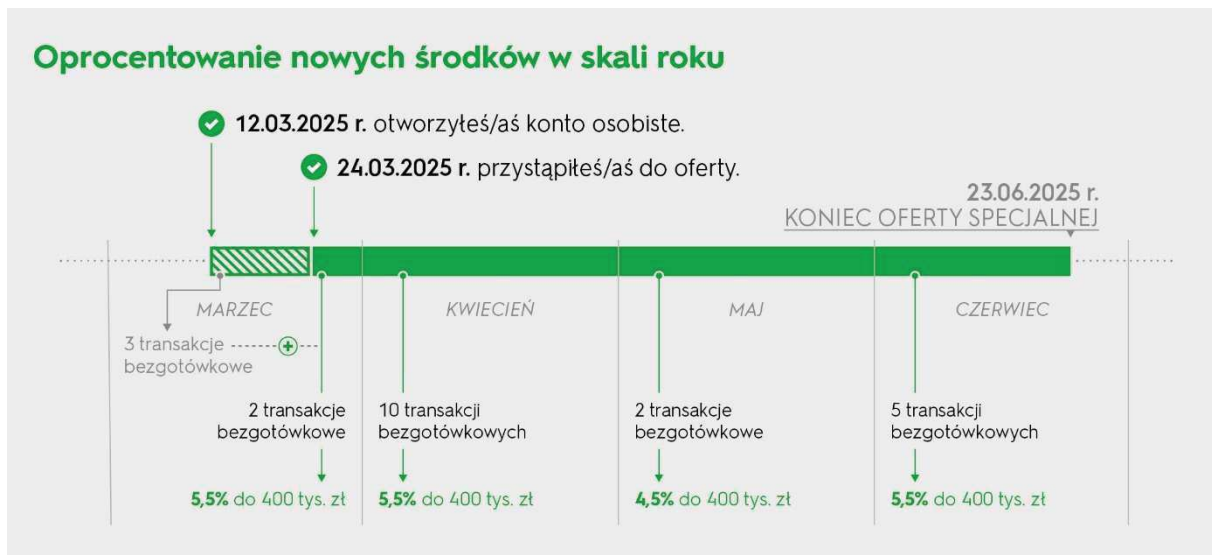 Oprocentowanie nowych środków w skali roku
12.03.2025 r. otworzyłeś/aś konto osobiste.
24.03.2025 r. przystąpiłeś/aś do oferty.
23.06.2025 r.
KONIEC OFERTY SPECJALNEJ
MARZEC
KWIECIEŃ
MAJ
CZERWIEC
3 transakcje
bezgotówkowe
2 transakcje
bezgotówkowe
10 transakcji
bezgotówkowych
2 transakcje
bezgotówkowe
5 transakcji
bezgotówkowych
5,5% do 400 tys. zł
5,5% do 400 tys. zł
4,5% do 400 tys. zł
5,5% do 400 tys. zł